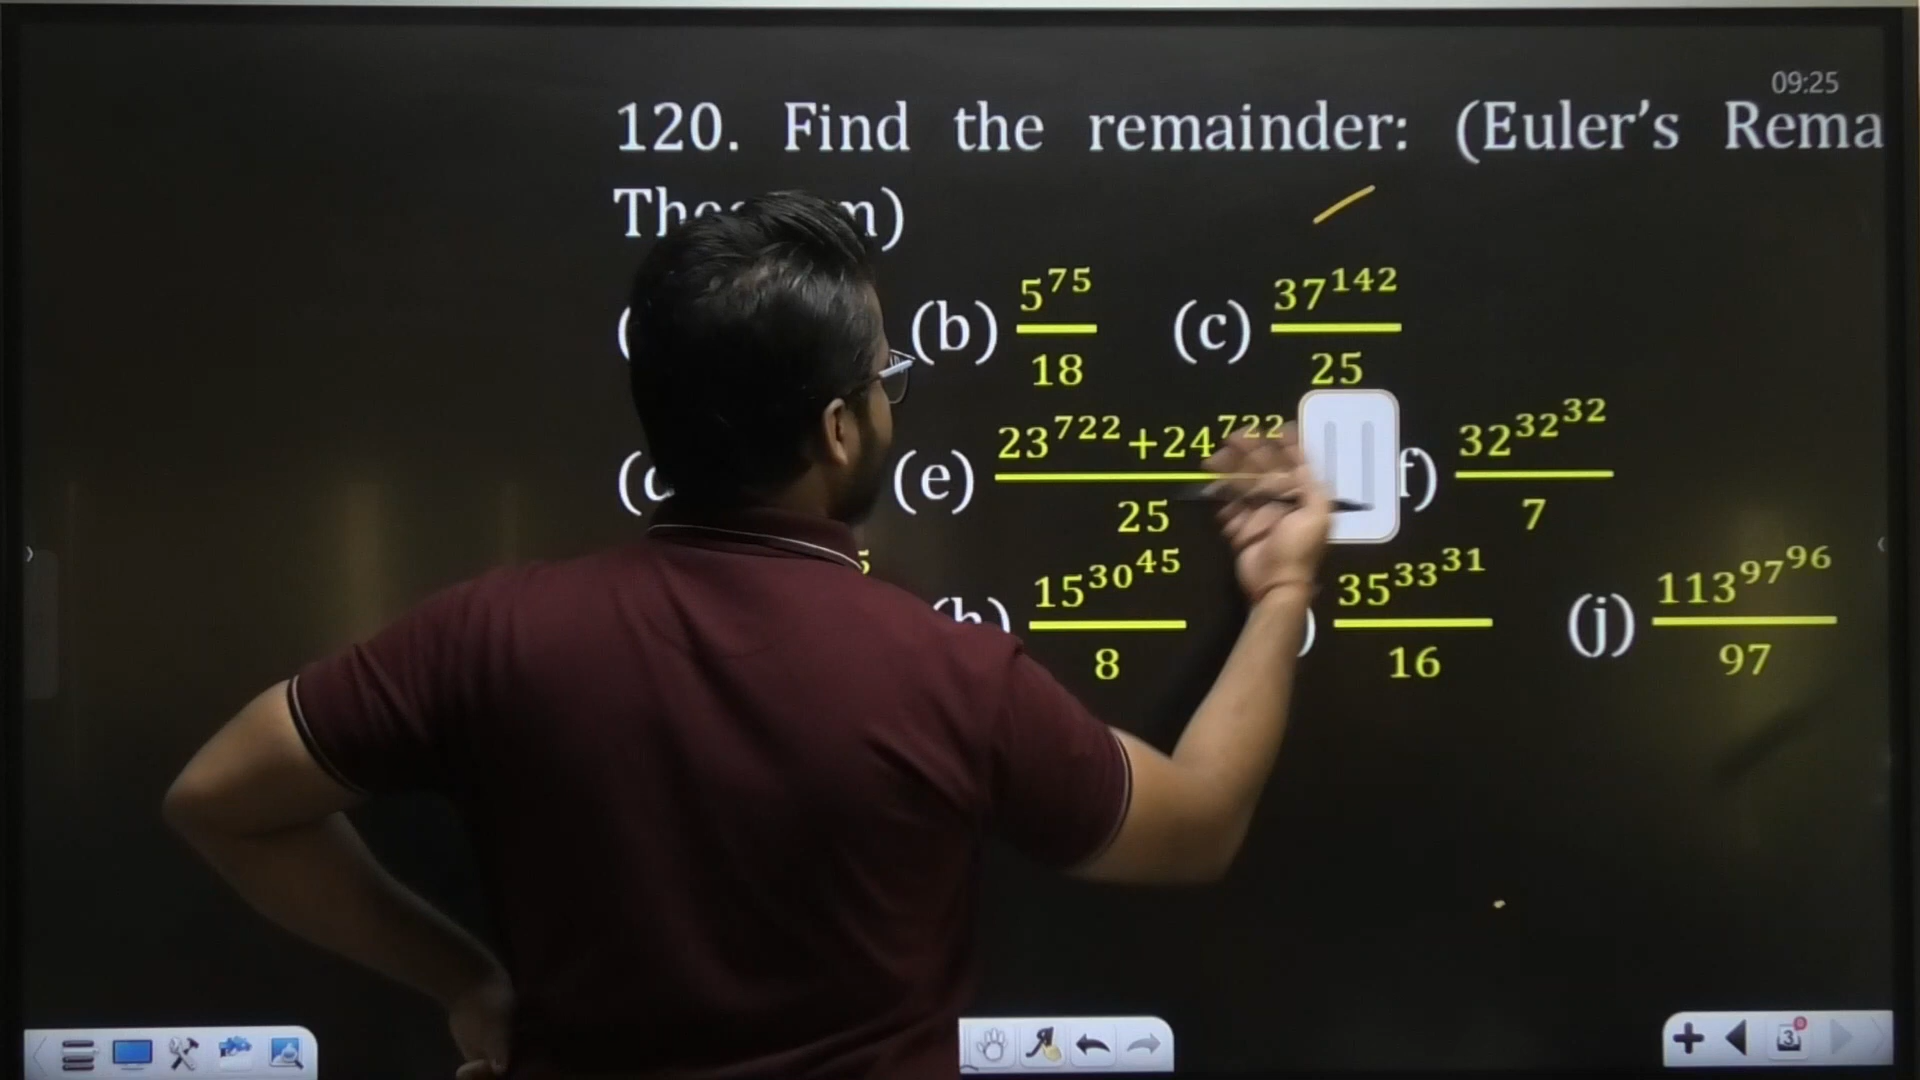 09:25
120. Find the remainder: (Euler's Rema
(b) 5^75/18 (c) 37^142/25
(e) 23^722+24^722/25 f) 32^32^32/7
15^30^45/8 ) 35^33^31/16 (j) 113^97^96/97
3